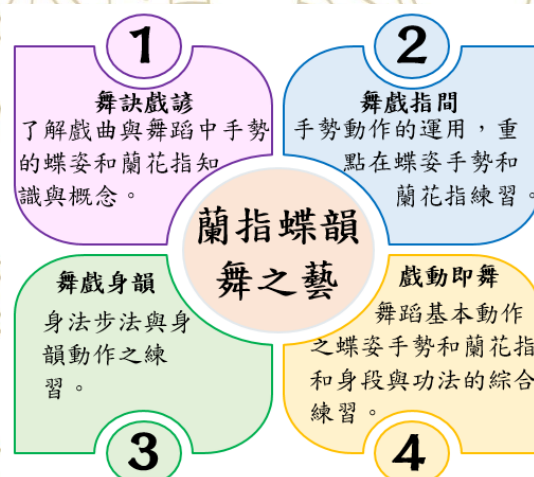 1
舞訣戲諺
了解戲曲與舞蹈中手勢
的蝶姿和蘭花指知
識與概念。
2
舞戲指間
手勢動作的運用，重
點在蝶姿手勢和
蘭花指練習。
蘭指蝶韻
舞之藝
舞戲身韻
身法步法與身
韻動作之練
習。
3
戲動即舞
舞蹈基本動作
之蝶姿手勢和蘭花指
和身段與功法的綜合
練習。
4